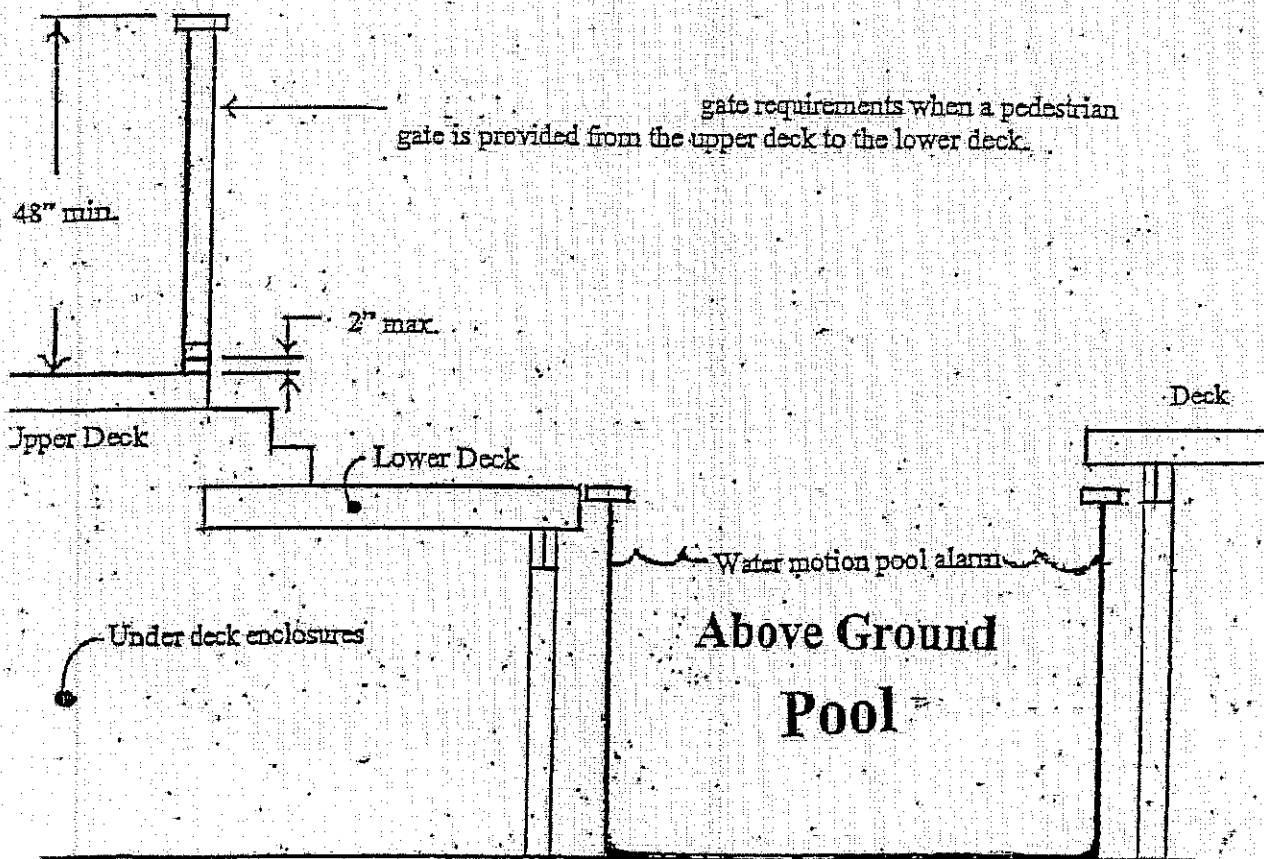 gate requirements when a pedestrian
gate is provided from the upper deck to the lower deck.
48" min.
2" max.
Deck
Upper Deck
Lower Deck
Water motion pool alarm
Under deck enclosures
Above Ground
Pool